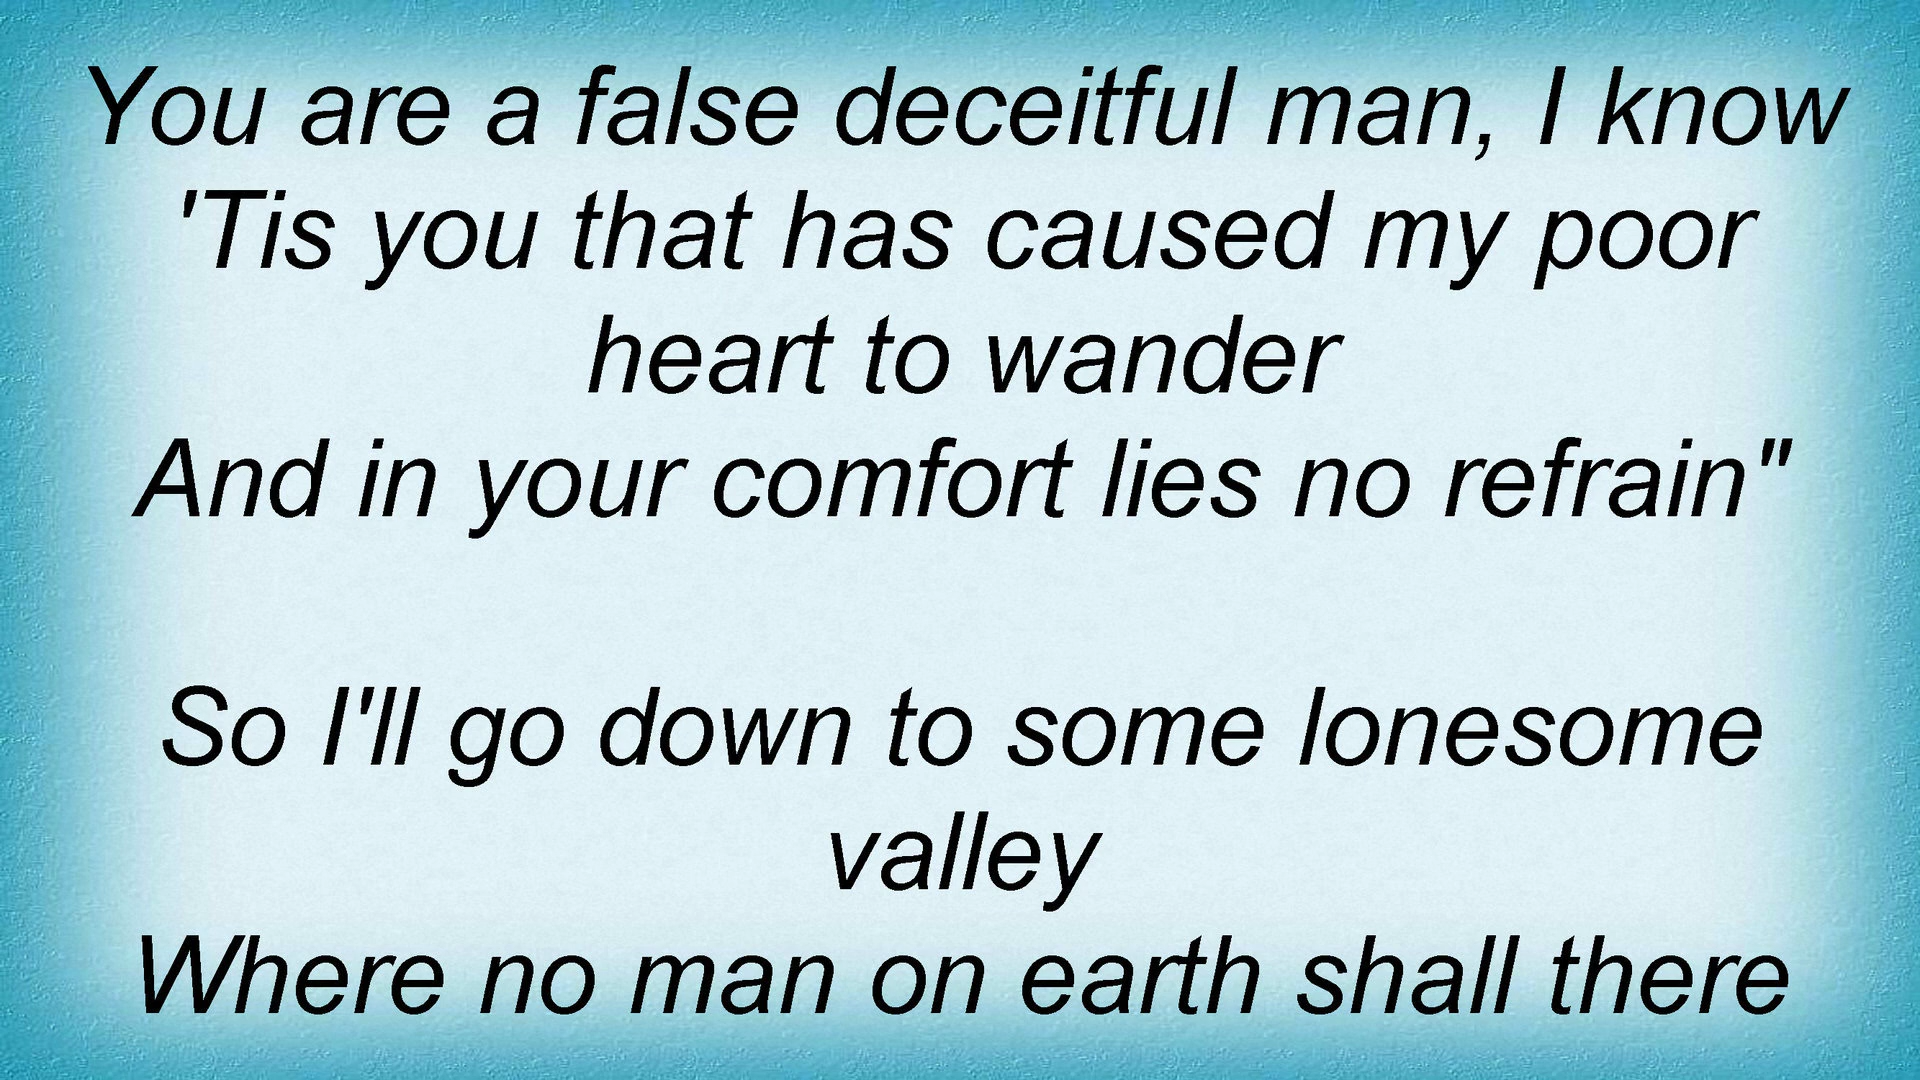 You are a false deceitful man, I know
'Tis you that has caused my poor
heart to wander
And in your comfort lies no refrain"
So I'll go down to some lonesome
valley
Where no man on earth shall there